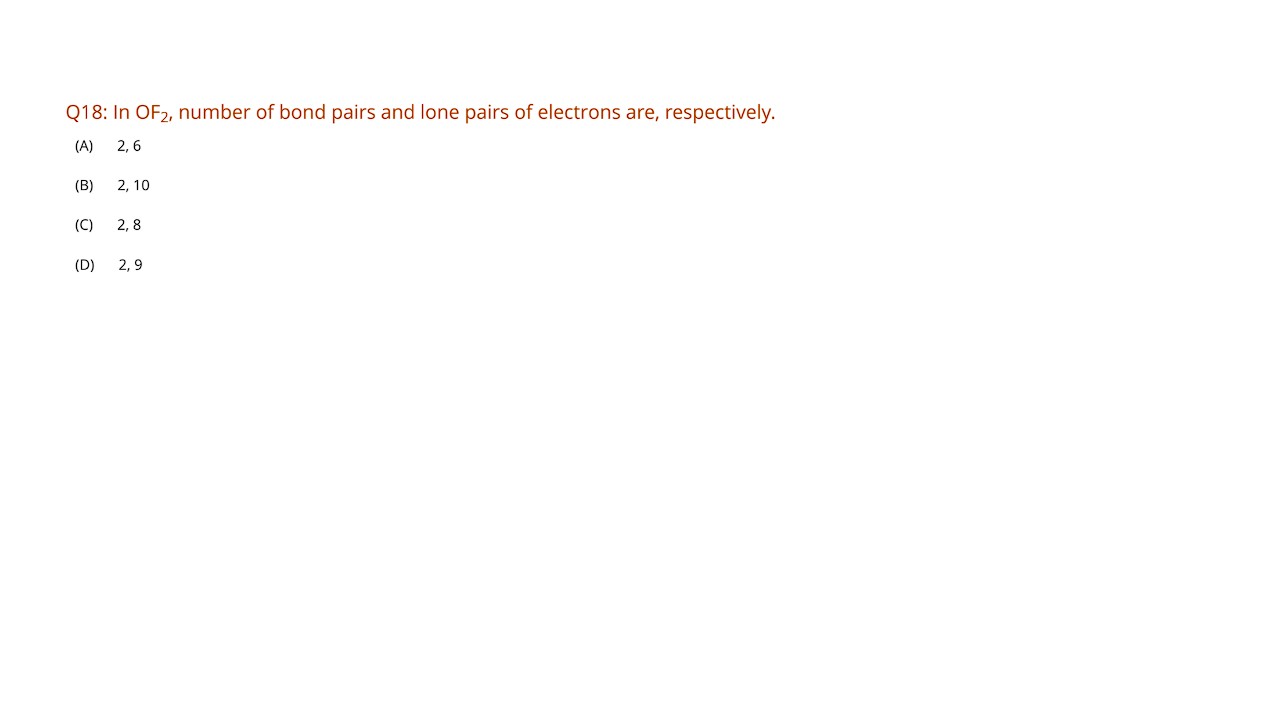 Q18: In OF₂, number of bond pairs and lone pairs of electrons are, respectively.
(A) 2, 6
(B) 2, 10
(C) 2, 8
(D) 2, 9